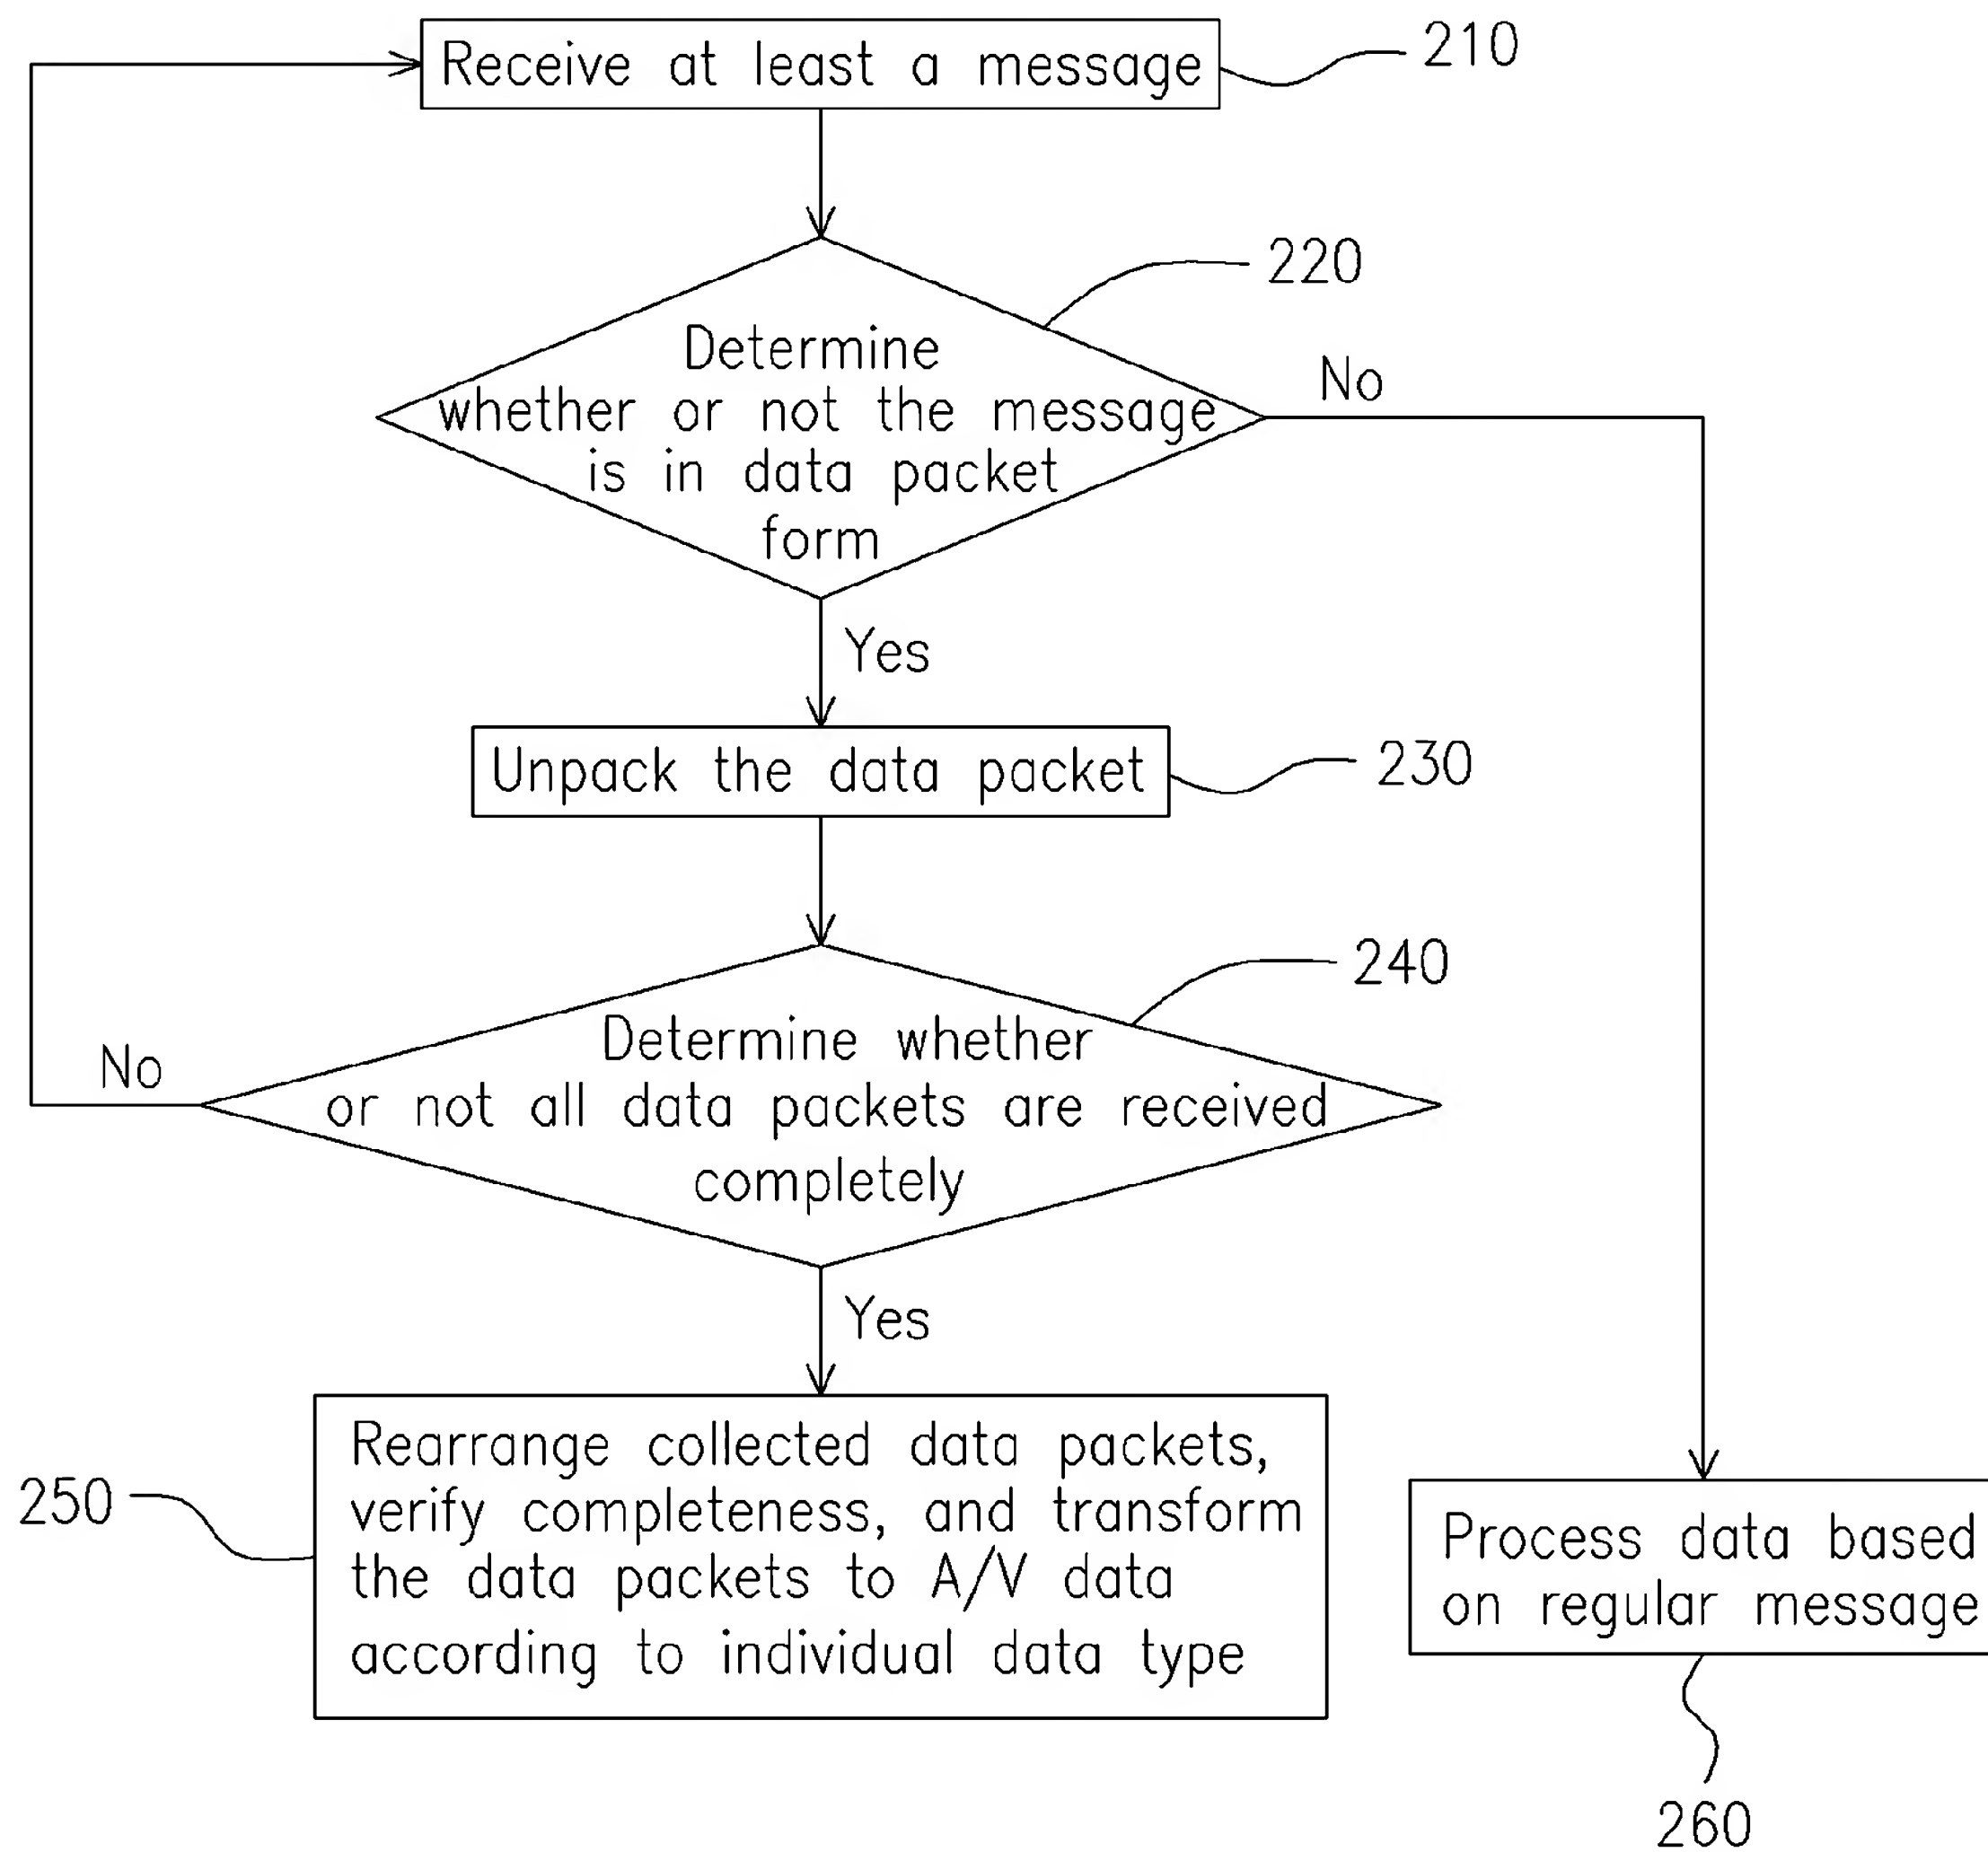 Receive at least a message
210
220
Determine
whether or not the message
is in data packet
form
No
Yes
Unpack the data packet
230
240
Determine whether
or not all data packets are received
completely
No
Yes
Rearrange collected data packets,
verify completeness, and transform
the data packets to A/V data
according to individual data type
250
Process data based
on regular message
260